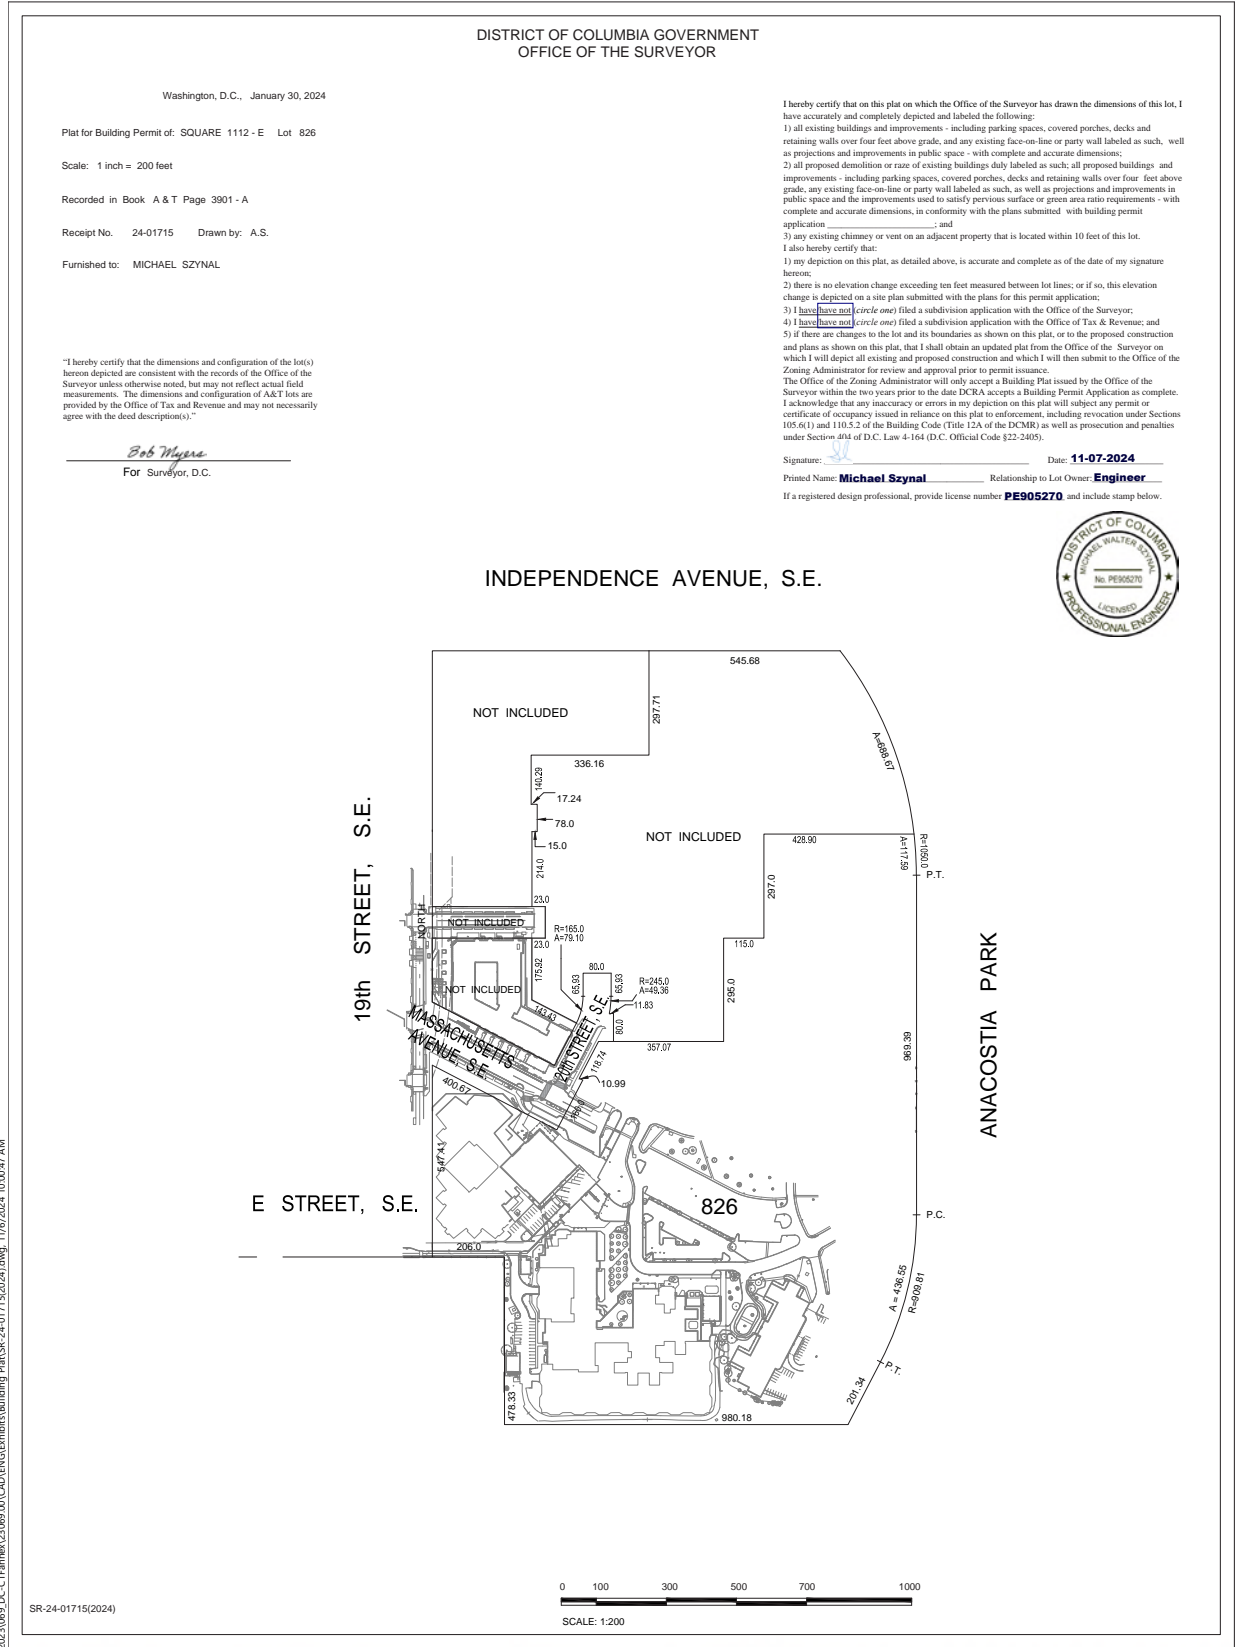 DISTRICT OF COLUMBIA GOVERNMENT
OFFICE OF THE SURVEYOR
Washington, D.C., January 30, 2024
Plat for Building Permit of: SQUARE 1112 - E Lot 826
Scale: 1 inch = 200 feet
Recorded in Book A & T Page 3901 - A
Receipt No. 24-01715 Drawn by: A.S.
Furnished to: MICHAEL SZYNAL
“I hereby certify that the dimensions and configuration of the lot(s)
hereon depicted are consistent with the records of the Office of the
Surveyor unless otherwise noted, but may not reflect actual field
measurements. The dimensions and configuration of A&T lots are
provided by the Office of Tax and Revenue and may not necessarily
agree with the deed description(s).”
Bob Myers
For Surveyor, D.C.
I hereby certify that on this plat on which the Office of the Surveyor has drawn the dimensions of this lot, I
have accurately and completely depicted and labeled the following:
1) all existing buildings and improvements - including parking spaces, covered porches, decks and
retaining walls over four feet above grade, and any existing face-on-line or party wall labeled as such, well
as projections and improvements in public space - with complete and accurate dimensions;
2) all proposed demolition or raze of existing buildings duly labeled as such; all proposed buildings and
improvements - including parking spaces, covered porches, decks and retaining walls over four feet above
grade, any existing face-on-line or party wall labeled as such, as well as projections and improvements in
public space and the improvements used to satisfy pervious surface or green area ratio requirements - with
complete and accurate dimensions, in conformity with the plans submitted with building permit
application ______________________; and
3) any existing chimney or vent on an adjacent property that is located within 10 feet of this lot.
I also hereby certify that:
1) my depiction on this plat, as detailed above, is accurate and complete as of the date of my signature
hereon;
2) there is no elevation change exceeding ten feet measured between lot lines; or if so, this elevation
change is depicted on a site plan submitted with the plans for this permit application;
3) I have/have not (circle one) filed a subdivision application with the Office of the Surveyor;
4) I have/have not (circle one) filed a subdivision application with the Office of Tax & Revenue; and
5) if there are changes to the lot and its boundaries as shown on this plat, or to the proposed construction
and plans as shown on this plat, that I shall obtain an updated plat from the Office of the Surveyor on
which I will depict all existing and proposed construction and which I will then submit to the Office of the
Zoning Administrator for review and approval prior to permit issuance.
The Office of the Zoning Administrator will only accept a Building Plat issued by the Office of the
Surveyor within the two years prior to the date DCRA accepts a Building Permit Application as complete.
I acknowledge that any inaccuracy or errors in my depiction on this plat will subject any permit or
certificate of occupancy issued in reliance on this plat to enforcement, including revocation under Sections
105.6(1) and 110.5.2 of the Building Code (Title 12A of the DCMR) as well as prosecution and penalties
under Section 404 of D.C. Law 4-164 (D.C. Official Code §22-2405).
Signature: Date: 11-07-2024
Printed Name: Michael Szynal Relationship to Lot Owner: Engineer
If a registered design professional, provide license number PE905270 and include stamp below.
DISTRICT OF COLUMBIA
MICHAEL WALTER SZYNAL
No. PE905270
LICENSED
PROFESSIONAL ENGINEER
INDEPENDENCE AVENUE, S.E.
545.68
NOT INCLUDED
297.71
A=688.67
336.16
140.29
17.24
78.0
NOT INCLUDED
428.90
15.0
A=117.59
R=1050.0
214.0
P.T.
297.0
19th STREET, S.E.
23.0
NORTH
NOT INCLUDED
R=165.0
A=79.10
23.0
115.0
175.92
80.0
65.93
65.93
R=245.0
A=49.36
NOT INCLUDED
295.0
11.83
143.43
80.0
20th STREET, S.E.
357.07
MASSACHUSETTS
AVENUE, S.E.
118.74
10.99
400.67
160.0
969.39
ANACOSTIA PARK
547.41
E STREET, S.E.
826
P.C.
206.0
A = 436.55
R=909.81
P.T.
201.34
478.33
980.18
0 100 300 500 700 1000
SCALE: 1:200
SR-24-01715(2024)